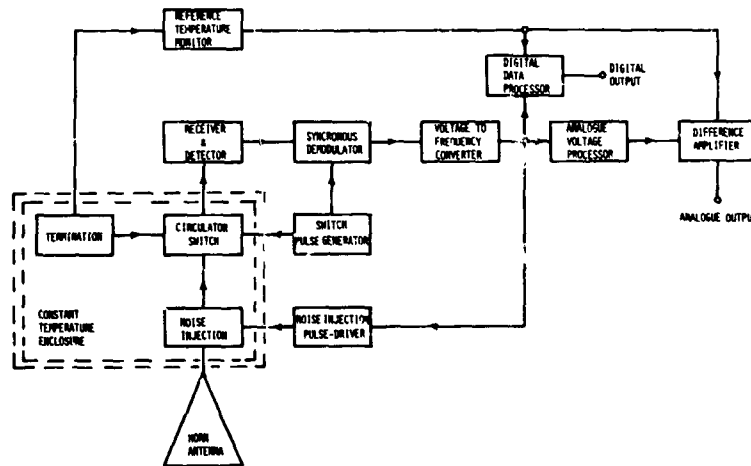 REFERENCE
TEMPERATURE
MONITOR
DIGITAL
DATA
PROCESSOR
DIGITAL
OUTPUT
RECEIVER
&
DETECTOR
SYNCRONOUS
DEMODULATOR
VOLTAGE TO
FREQUENCY
CONVERTER
ANALOGUE
VOLTAGE
PROCESSOR
DIFFERENCE
AMPLIFIER
ANALOGUE OUTPUT
TERMINATION
CIRCULATOR
SWITCH
SWITCH
PULSE GENERATOR
CONSTANT
TEMPERATURE
ENCLOSURE
NOISE
INJECTION
NOISE INJECTION
PULSE-DRIVER
HORN
ANTENNA